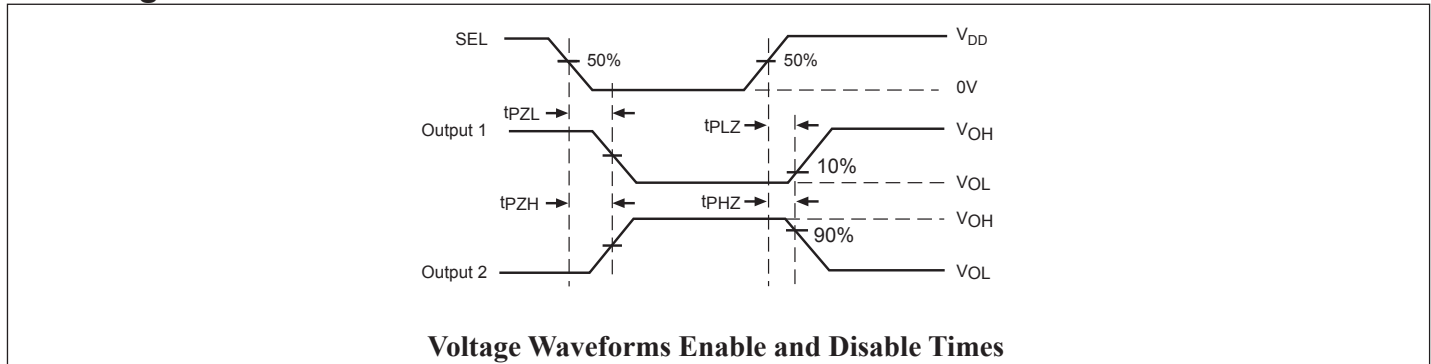 SEL
50%
50%
VDD
0V
tPZL
tPLZ
Output 1
VOH
10%
VOL
tPZH
tPHZ
VOH
90%
Output 2
VOL
Voltage Waveforms Enable and Disable Times